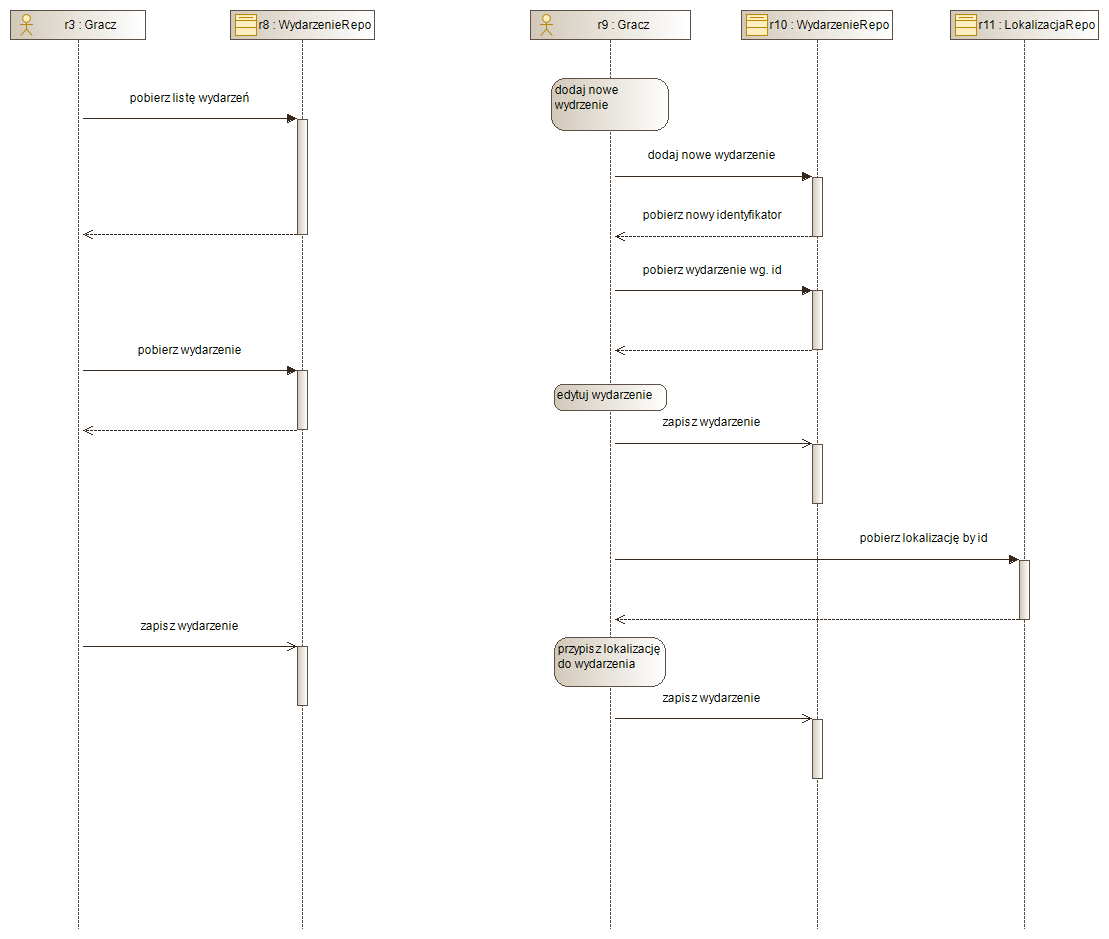 r3 : Gracz
r8 : WydarzenieRepo
pobierz listę wydarzeń
pobierz wydarzenie
zapisz wydarzenie
r9 : Gracz
r10 : WydarzenieRepo
r11 : LokalizacjaRepo
dodaj nowe
wydrzenie
dodaj nowe wydarzenie
pobierz nowy identyfikator
pobierz wydarzenie wg. id
edytuj wydarzenie
zapisz wydarzenie
pobierz lokalizację by id
przypisz lokalizację
do wydarzenia
zapisz wydarzenie